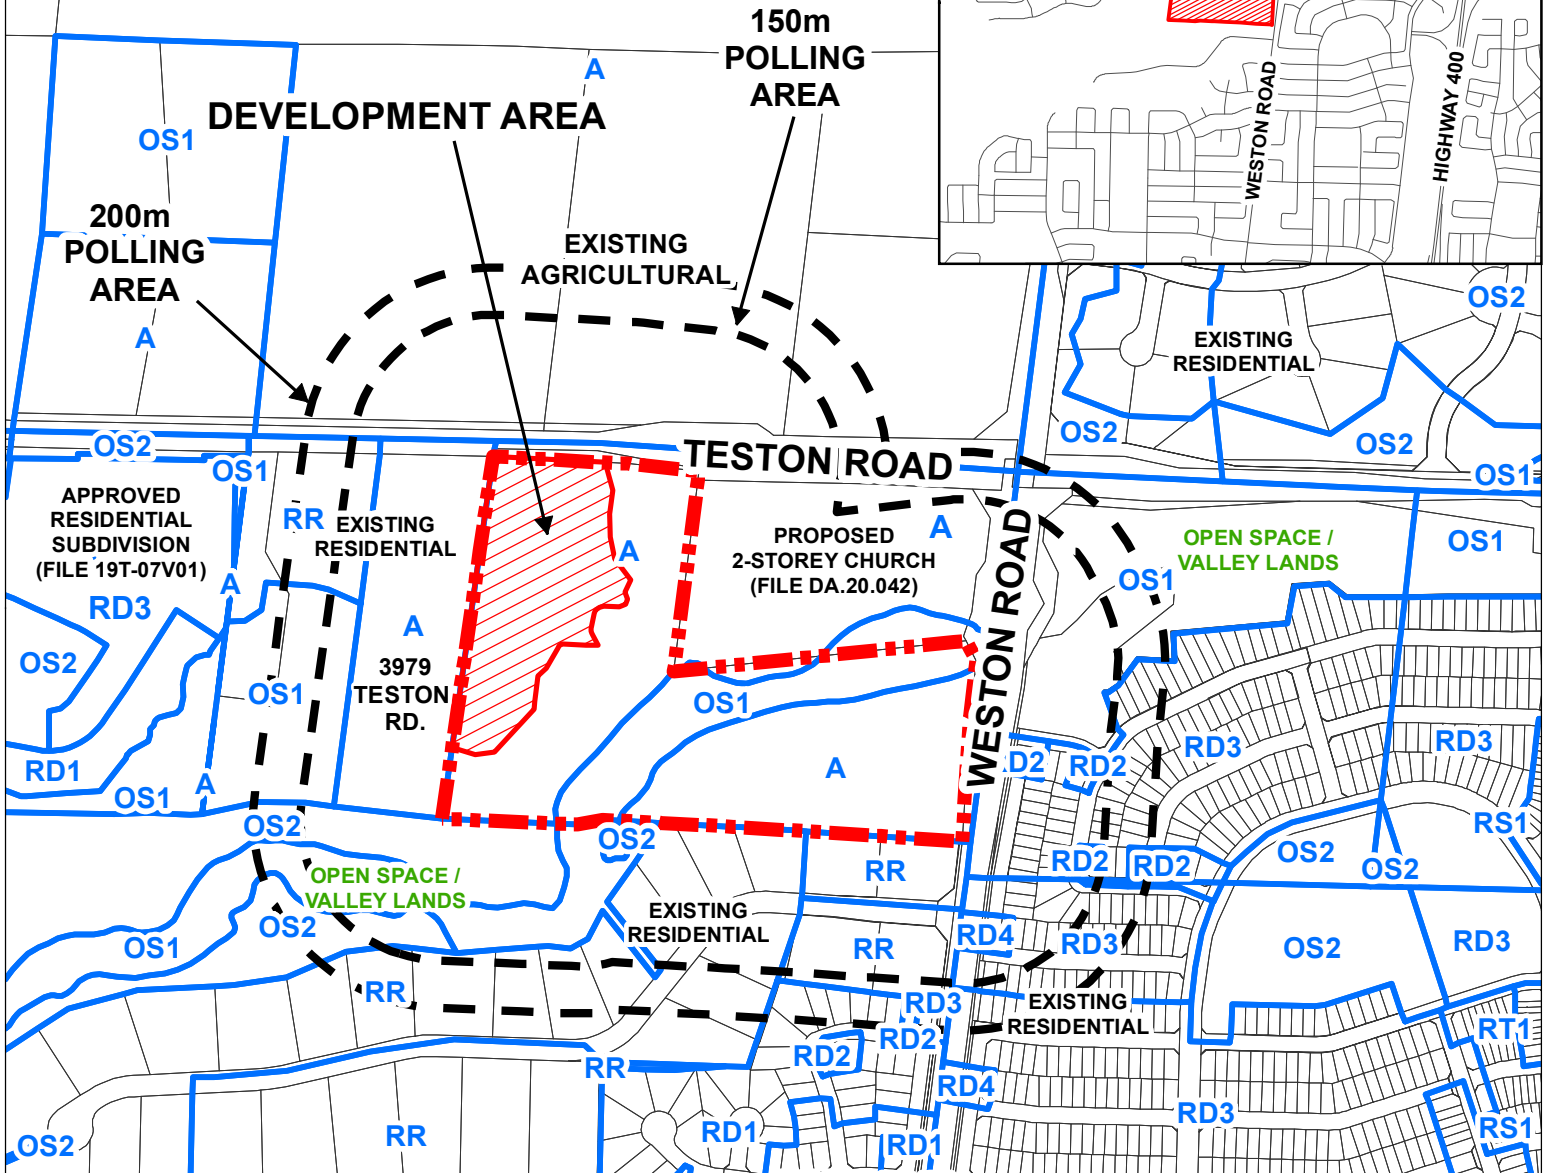 150m
POLLING
AREA
DEVELOPMENT AREA
A
OS1
200m
POLLING
AREA
EXISTING
AGRICULTURAL
A
WESTON ROAD
HIGHWAY 400
OS2
EXISTING
RESIDENTIAL
OS2
OS2
OS1
OS2
OS1
TESTON ROAD
APPROVED
RESIDENTIAL
SUBDIVISION
(FILE 19T-07V01)
RR
EXISTING
RESIDENTIAL
A
A
PROPOSED
2-STOREY CHURCH
(FILE DA.20.042)
WESTON ROAD
OPEN SPACE /
VALLEY LANDS
OS1
OS1
A
RD3
OS2
A
3979
TESTON
RD.
OS1
OS1
RD1
A
OS1
A
RD2
RD2
RD3
RD3
RS1
OS2
OS2
RR
RD2
RD2
OS2
OS2
OPEN SPACE /
VALLEY LANDS
OS2
OS1
EXISTING
RESIDENTIAL
RR
RD4
RD3
OS2
RD3
RR
RD3
EXISTING
RESIDENTIAL
RD2
RD2
RT1
RR
RD4
RD3
RS1
OS2
RR
RD1
RD1